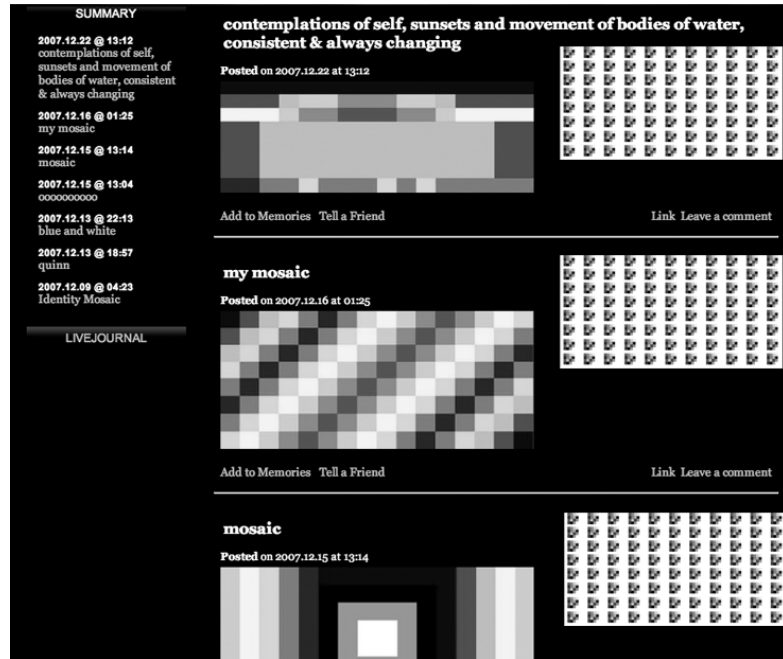 SUMMARY
2007.12.22 @ 13:12
contemplations of self,
sunsets and movement of
bodies of water, consistent
& always changing
2007.12.16 @ 01:25
my mosaic
2007.12.15 @ 13:14
mosaic
2007.12.15 @ 13:04
oooooooooo
2007.12.13 @ 22:13
blue and white
2007.12.13 @ 18:57
quinn
2007.12.09 @ 04:23
Identity Mosaic
LIVEJOURNAL
contemplations of self, sunsets and movement of bodies of water,
consistent & always changing
Posted on 2007.12.22 at 13:12
Add to Memories Tell a Friend Link Leave a comment
my mosaic
Posted on 2007.12.16 at 01:25
Add to Memories Tell a Friend Link Leave a comment
mosaic
Posted on 2007.12.15 at 13:14